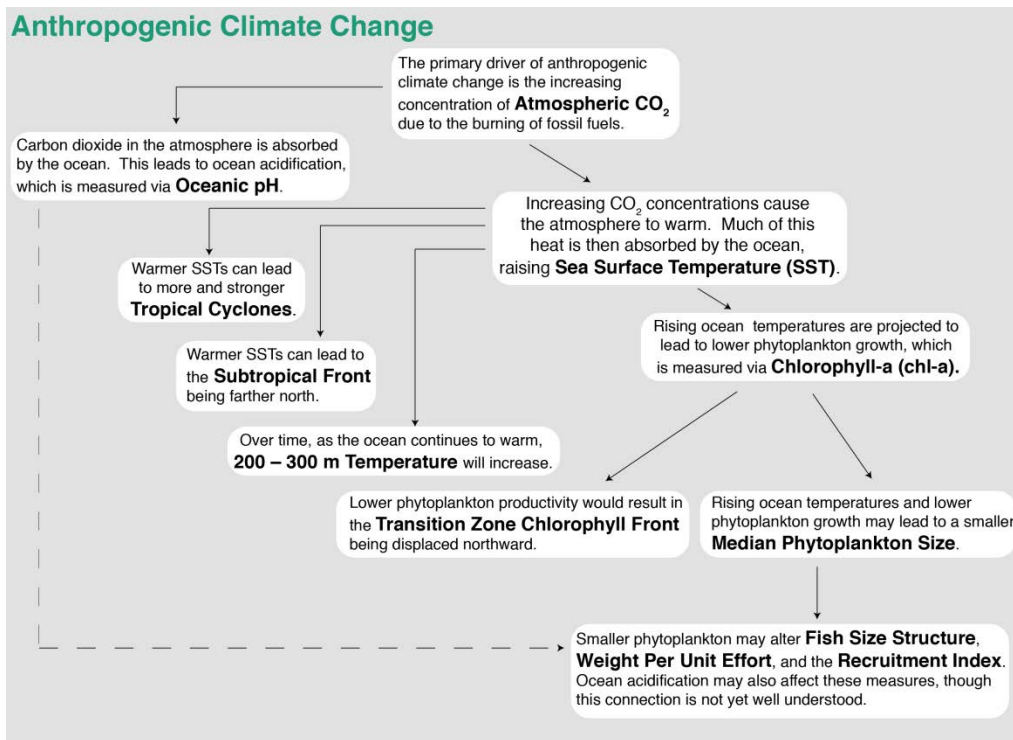 Anthropogenic Climate Change
The primary driver of anthropogenic
climate change is the increasing
concentration of Atmospheric CO₂
due to the burning of fossil fuels.
Carbon dioxide in the atmosphere is absorbed
by the ocean. This leads to ocean acidification,
which is measured via Oceanic pH.
Increasing CO₂ concentrations cause
the atmosphere to warm. Much of this
heat is then absorbed by the ocean,
raising Sea Surface Temperature (SST).
Warmer SSTs can lead
to more and stronger
Tropical Cyclones.
Rising ocean temperatures are projected to
lead to lower phytoplankton growth, which
is measured via Chlorophyll-a (chl-a).
Warmer SSTs can lead to
the Subtropical Front
being farther north.
Over time, as the ocean continues to warm,
200 – 300 m Temperature will increase.
Lower phytoplankton productivity would result in
the Transition Zone Chlorophyll Front
being displaced northward.
Rising ocean temperatures and lower
phytoplankton growth may lead to a smaller
Median Phytoplankton Size.
Smaller phytoplankton may alter Fish Size Structure,
Weight Per Unit Effort, and the Recruitment Index.
Ocean acidification may also affect these measures, though
this connection is not yet well understood.